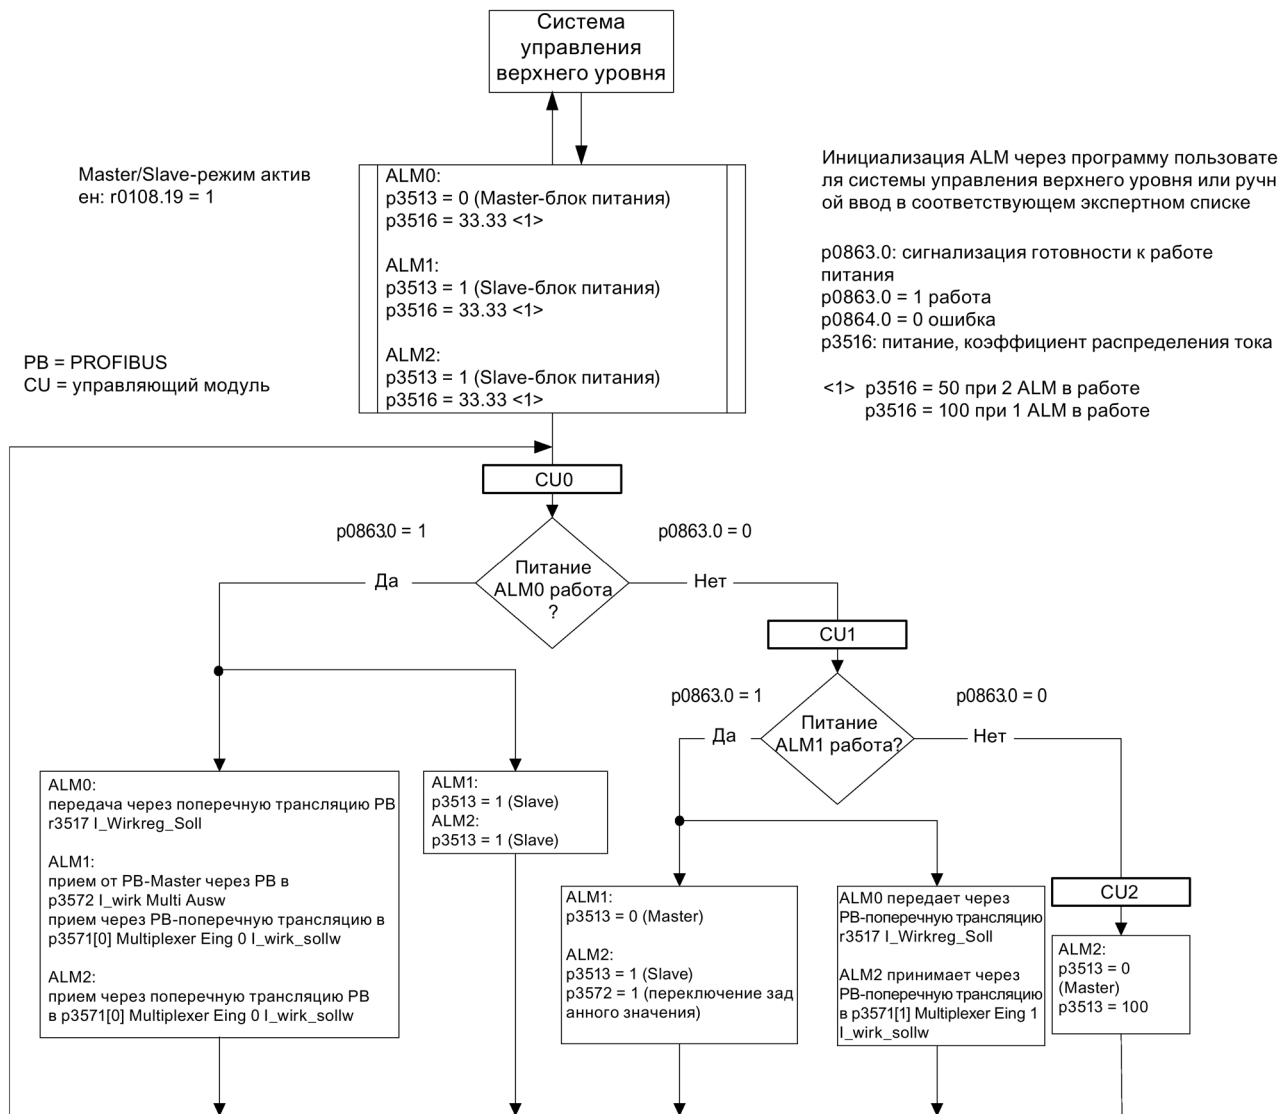 Система
управления
верхнего уровня
Master/Slave-режим актив
ен: r0108.19 = 1
ALM0:
p3513 = 0 (Master-блок питания)
p3516 = 33.33 <1>
ALM1:
p3513 = 1 (Slave-блок питания)
p3516 = 33.33 <1>
ALM2:
p3513 = 1 (Slave-блок питания)
p3516 = 33.33 <1>
Инициализация ALM через программу пользовате
ля системы управления верхнего уровня или ручн
ой ввод в соответствующем экспертном списке
p0863.0: сигнализация готовности к работе
питания
p0863.0 = 1 работа
p0864.0 = 0 ошибка
p3516: питание, коэффициент распределения тока
<1> p3516 = 50 при 2 ALM в работе
p3516 = 100 при 1 ALM в работе
PB = PROFIBUS
CU = управляющий модуль
CU0
p0863.0 = 1
p0863.0 = 0
Питание
ALM0 работа
?
Да
Нет
CU1
p0863.0 = 1
p0863.0 = 0
Питание
ALM1 работа?
Да
Нет
ALM0:
передача через поперечную трансляцию PB
r3517 I_Wirkreg_Soll
ALM1:
прием от PB-Master через PB в
p3572 I_wirk Multi Ausw
прием через PB-поперечную трансляцию в
p3571[0] Multiplexer Eing 0 I_wirk_sollw
ALM2:
прием через поперечную трансляцию PB
в p3571[0] Multiplexer Eing 0 I_wirk_sollw
ALM1:
p3513 = 1 (Slave)
ALM2:
p3513 = 1 (Slave)
ALM1:
p3513 = 0 (Master)
ALM2:
p3513 = 1 (Slave)
p3572 = 1 (переключение зад
анного значения)
ALM0 передает через
PB-поперечную трансляцию
r3517 I_Wirkreg_Soll
ALM2 принимает через
PB-поперечную трансляцию
в p3571[1] Multiplexer Eing 1
I_wirk_sollw
CU2
ALM2:
p3513 = 0
(Master)
p3513 = 100